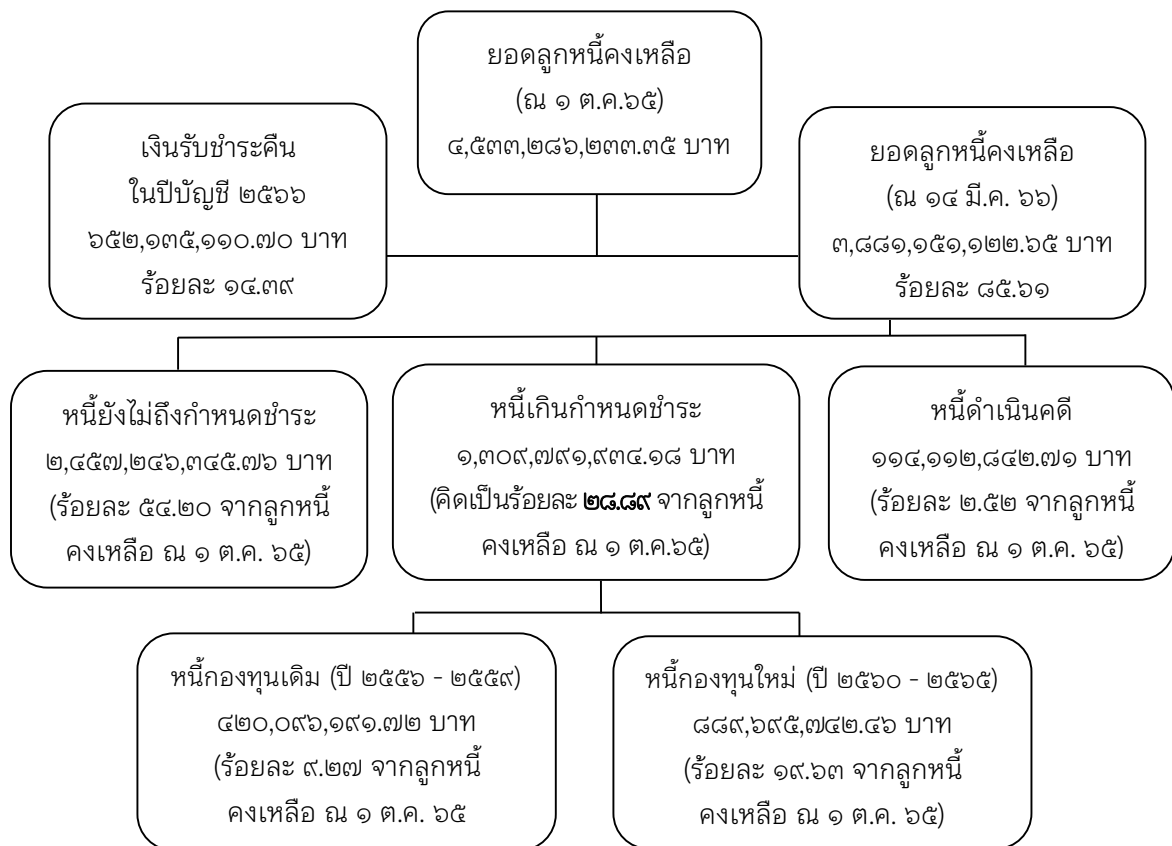 ยอดลูกหนี้คงเหลือ
(ณ ๑ ต.ค.๖๕)
๔,๕๓๓,๒๘๖,๒๓๓.๓๕ บาท
เงินรับชำระคืน
ในปีบัญชี ๒๕๖๖
๖๕๒,๑๓๕,๑๑๐.๗๐ บาท
ร้อยละ ๑๔.๓๙
ยอดลูกหนี้คงเหลือ
(ณ ๑๔ มี.ค. ๖๖)
๓,๘๘๑,๑๕๑,๑๒๒.๖๕ บาท
ร้อยละ ๘๕.๖๑
หนี้ยังไม่ถึงกำหนดชำระ
๒,๔๕๗,๒๔๖,๓๔๕.๗๖ บาท
(ร้อยละ ๕๔.๒๐ จากลูกหนี้
คงเหลือ ณ ๑ ต.ค. ๖๕)
หนี้เกินกำหนดชำระ
๑,๓๐๙,๗๙๑,๙๓๔.๑๘ บาท
(คิดเป็นร้อยละ ๒๘.๘๙ จากลูกหนี้
คงเหลือ ณ ๑ ต.ค.๖๕)
หนี้ดำเนินคดี
๑๑๔,๑๑๒,๘๔๒.๗๑ บาท
(ร้อยละ ๒.๕๒ จากลูกหนี้
คงเหลือ ณ ๑ ต.ค. ๖๕)
หนี้กองทุนเดิม (ปี ๒๕๕๖ - ๒๕๕๙)
๔๒๐,๐๙๖,๑๙๑.๗๒ บาท
(ร้อยละ ๙.๒๗ จากลูกหนี้
คงเหลือ ณ ๑ ต.ค. ๖๕
หนี้กองทุนใหม่ (ปี ๒๕๖๐ - ๒๕๖๕)
๘๘๙,๖๙๕,๗๔๒.๔๖ บาท
(ร้อยละ ๑๙.๖๓ จากลูกหนี้
คงเหลือ ณ ๑ ต.ค. ๖๕)